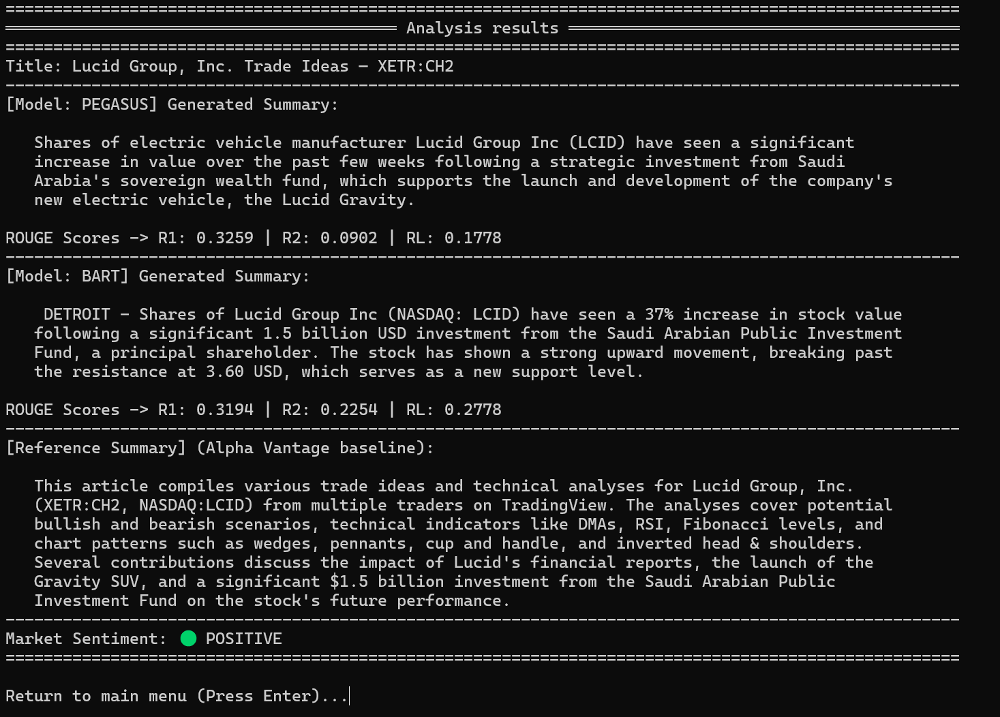 ====================================================================================================
════════════════════════════════════════ Analysis results ════════════════════════════════════════
====================================================================================================
Title: Lucid Group, Inc. Trade Ideas — XETR:CH2
----------------------------------------------------------------------------------------------------
[Model: PEGASUS] Generated Summary:
Shares of electric vehicle manufacturer Lucid Group Inc (LCID) have seen a significant
increase in value over the past few weeks following a strategic investment from Saudi
Arabia's sovereign wealth fund, which supports the launch and development of the company's
new electric vehicle, the Lucid Gravity.
ROUGE Scores -> R1: 0.3259 | R2: 0.0902 | RL: 0.1778
----------------------------------------------------------------------------------------------------
[Model: BART] Generated Summary:
DETROIT - Shares of Lucid Group Inc (NASDAQ: LCID) have seen a 37% increase in stock value
following a significant 1.5 billion USD investment from the Saudi Arabian Public Investment
Fund, a principal shareholder. The stock has shown a strong upward movement, breaking past
the resistance at 3.60 USD, which serves as a new support level.
ROUGE Scores -> R1: 0.3194 | R2: 0.2254 | RL: 0.2778
----------------------------------------------------------------------------------------------------
[Reference Summary] (Alpha Vantage baseline):
This article compiles various trade ideas and technical analyses for Lucid Group, Inc.
(XETR:CH2, NASDAQ:LCID) from multiple traders on TradingView. The analyses cover potential
bullish and bearish scenarios, technical indicators like DMAs, RSI, Fibonacci levels, and
chart patterns such as wedges, pennants, cup and handle, and inverted head & shoulders.
Several contributions discuss the impact of Lucid's financial reports, the launch of the
Gravity SUV, and a significant $1.5 billion investment from the Saudi Arabian Public
Investment Fund on the stock's future performance.
----------------------------------------------------------------------------------------------------
Market Sentiment: 🟢 POSITIVE
====================================================================================================
Return to main menu (Press Enter)...